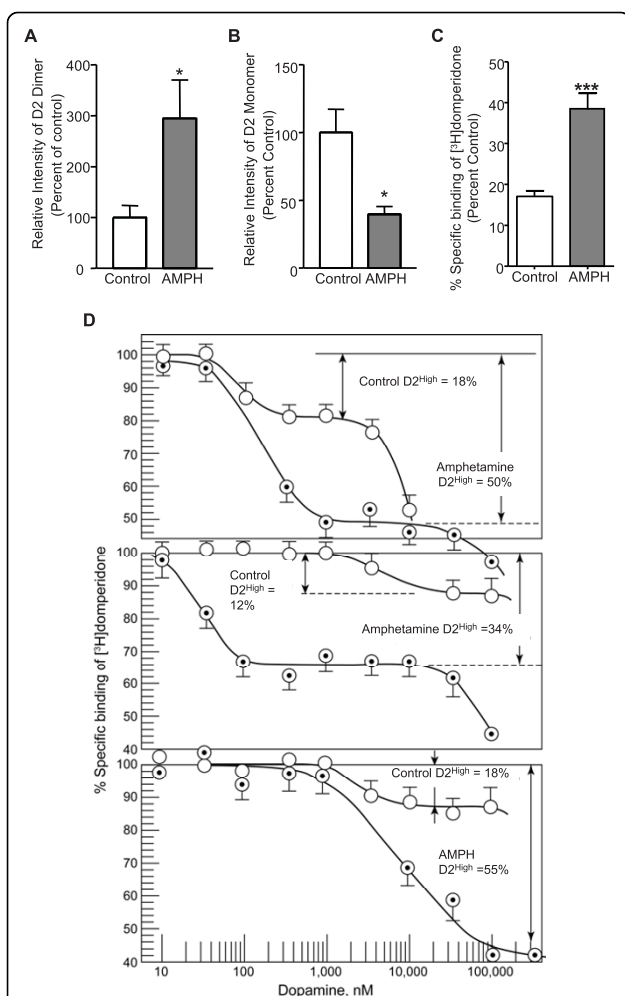 A
Relative Intensity of D2 Dimer
(Percent of control)
400
300
200
100
0
*
Control AMPH
B
Relative Intensity of D2 Monomer
(Percent Control)
150
100
50
0
*
Control AMPH
C
% Specific binding of [³H]domperidone
(Percent Control)
50
40
30
20
10
0
***
Control AMPH
D
% Specific binding of [³H]domperidone
100
90
80
70
60
50
Control D2High = 18%
Amphetamine
D2High = 50%
100
90
80
70
60
50
40
Control
D2High =
12%
Amphetamine D2High =34%
100
90
80
70
60
50
40
Control D2High = 18%
AMPH
D2High =55%
10 100 1,000 10,000 100,000
Dopamine, nM